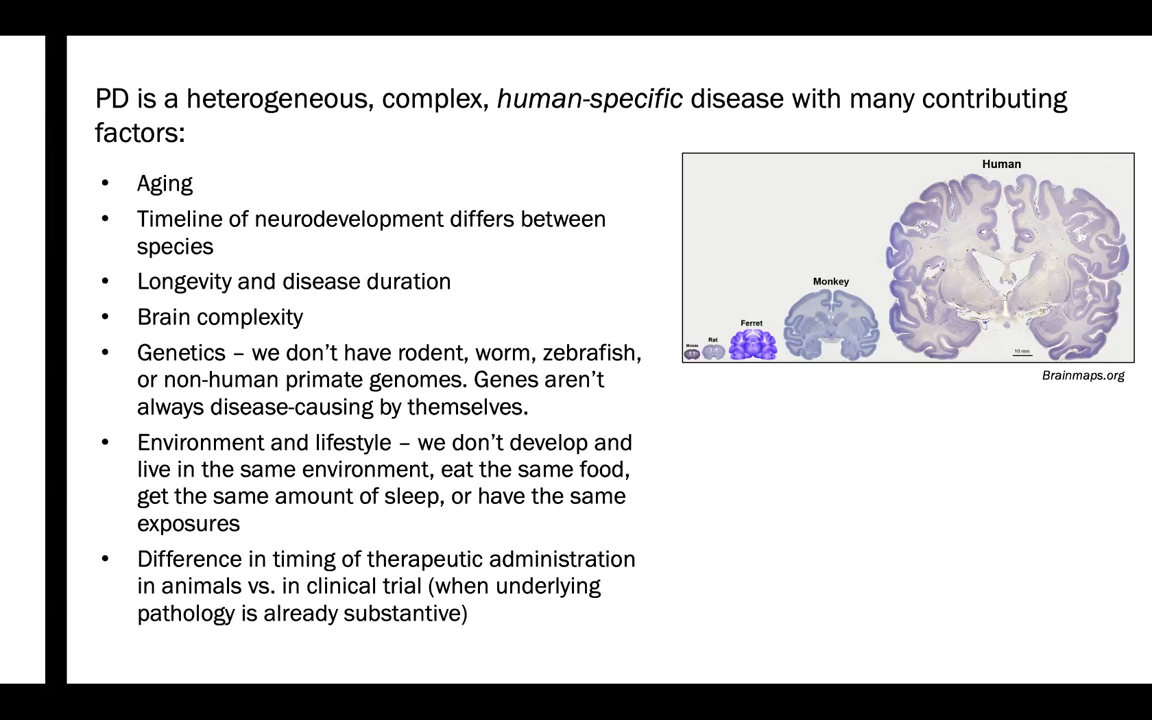 PD is a heterogeneous, complex, human-specific disease with many contributing
factors:
• Aging
• Timeline of neurodevelopment differs between
species
• Longevity and disease duration
• Brain complexity
• Genetics – we don’t have rodent, worm, zebrafish,
or non-human primate genomes. Genes aren’t
always disease-causing by themselves.
• Environment and lifestyle – we don’t develop and
live in the same environment, eat the same food,
get the same amount of sleep, or have the same
exposures
• Difference in timing of therapeutic administration
in animals vs. in clinical trial (when underlying
pathology is already substantive)
Human
Monkey
Ferret
Rat
Mouse
10 mm
Brainmaps.org